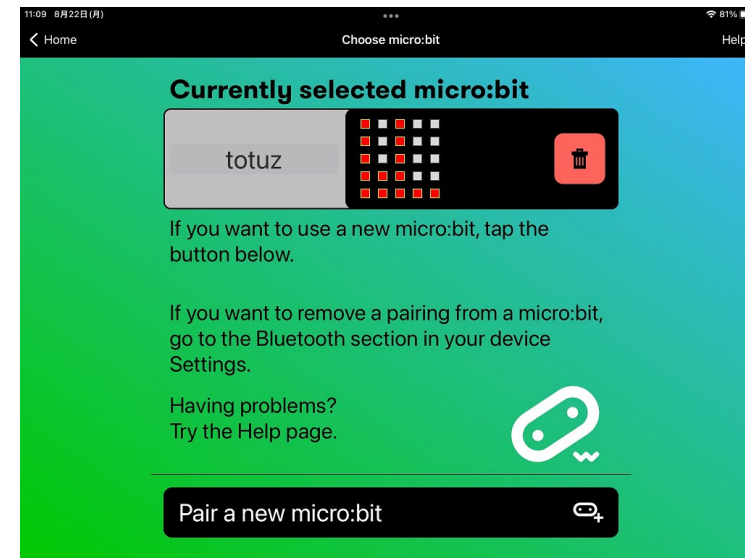 11:09 8月22日(月)
81%
Home
Choose micro:bit
Help
Currently selected micro:bit
totuz
If you want to use a new micro:bit, tap the
button below.
If you want to remove a pairing from a micro:bit,
go to the Bluetooth section in your device
Settings.
Having problems?
Try the Help page.
Pair a new micro:bit